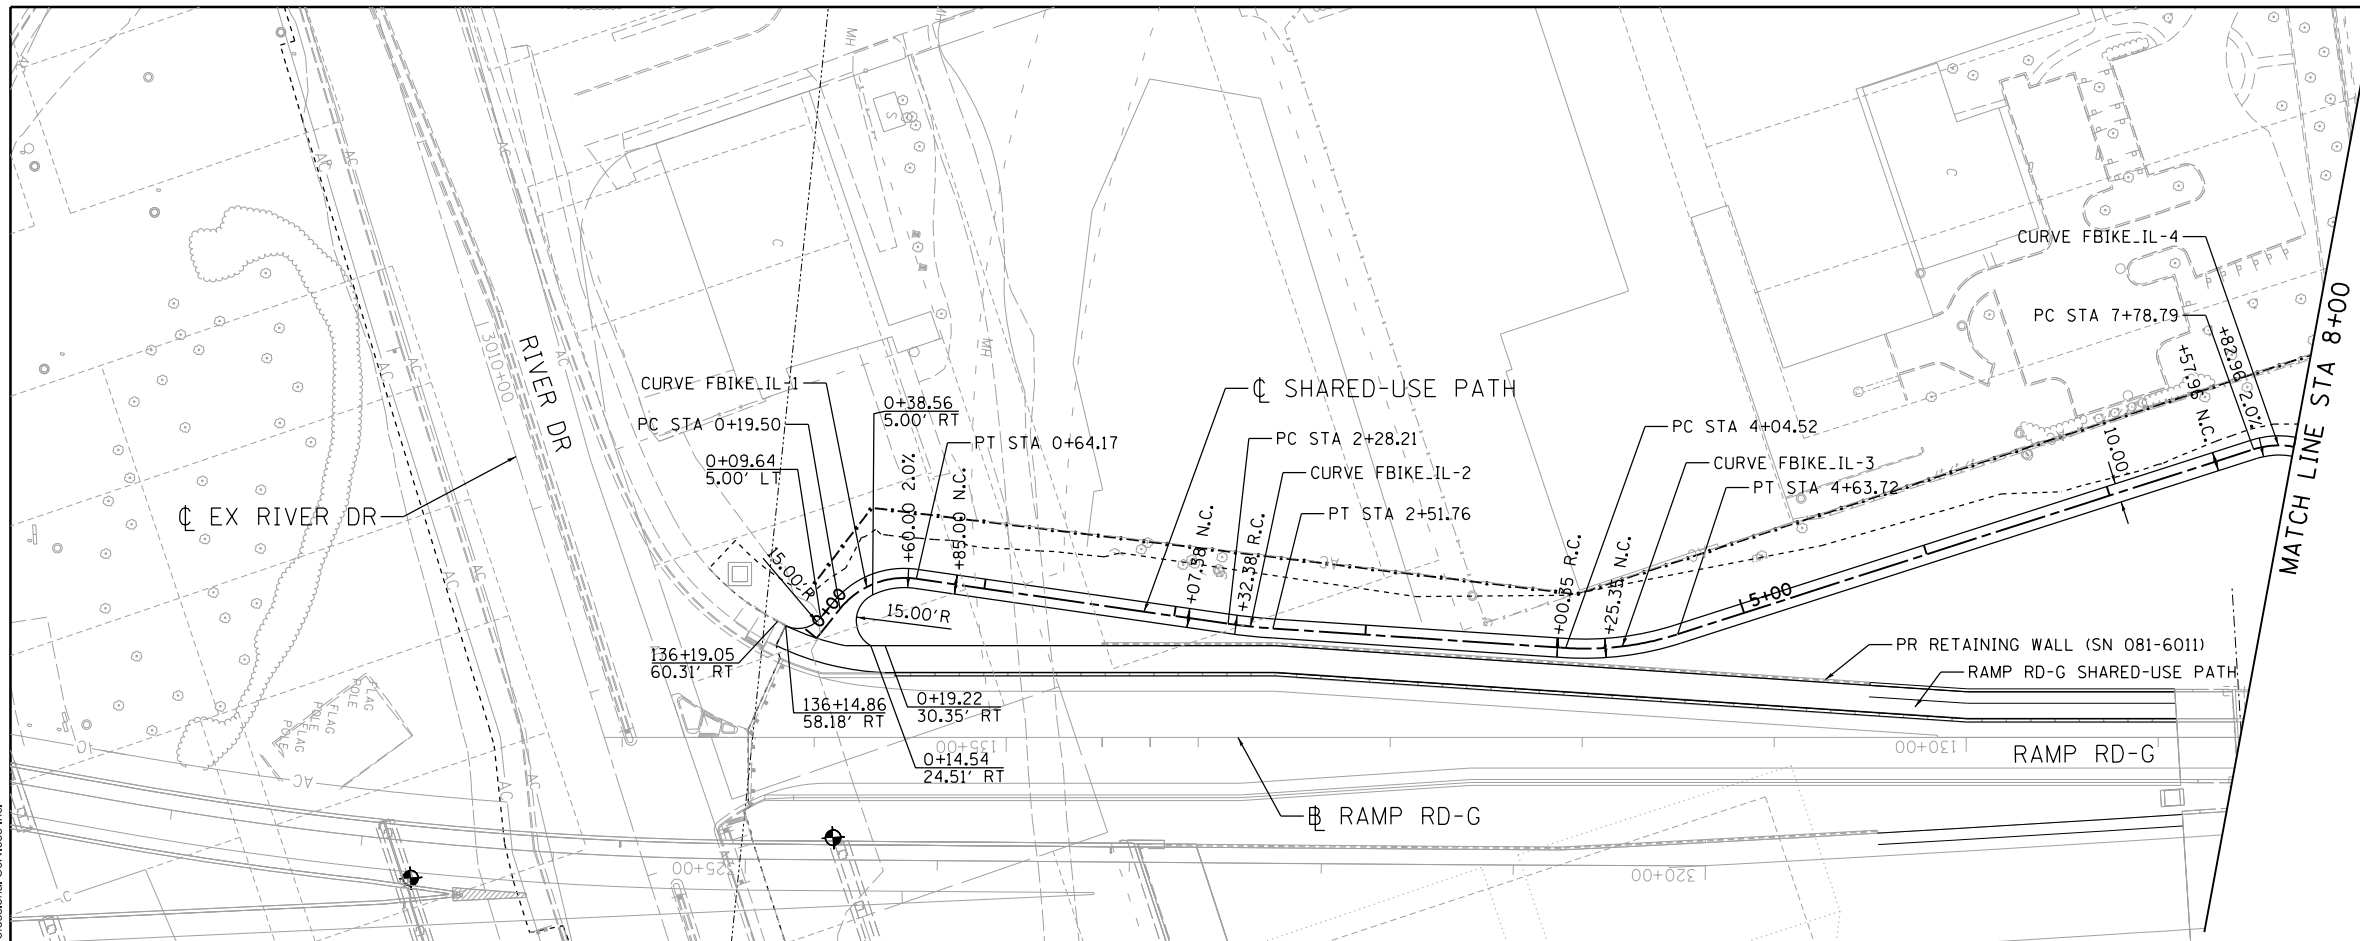 CURVE FBIKE_IL-4
PC STA 7+78.79
+82.96 2.0%
+57.96 N.C.
MATCH LINE STA 8+00
10.00'
RIVER DR
3010+00
℄ EX RIVER DR
CURVE FBIKE_IL-1
PC STA 0+19.50
0+09.64
5.00' LT
0+38.56
5.00' RT
PT STA 0+64.17
+60.00 2.0%
+85.00 N.C.
℄ SHARED-USE PATH
PC STA 2+28.21
CURVE FBIKE_IL-2
PT STA 2+51.76
+07.58 N.C.
+32.38 R.C.
PC STA 4+04.52
CURVE FBIKE_IL-3
PT STA 4+63.72
+00.55 R.C.
+25.35 N.C.
15.00'R
0+00
15.00'R
5+00
136+19.05
60.31' RT
136+14.86
58.18' RT
0+19.22
30.35' RT
0+14.54
24.51' RT
PR RETAINING WALL (SN 081-6011)
RAMP RD-G SHARED-USE PATH
RAMP RD-G
135+00
130+00
B RAMP RD-G
325+00
320+00
FLAG
POLE
FLAG
POLE
AC
AC
AC
AC
AC
AC
AC
AC
MH
MH
MH
S
C
C
C